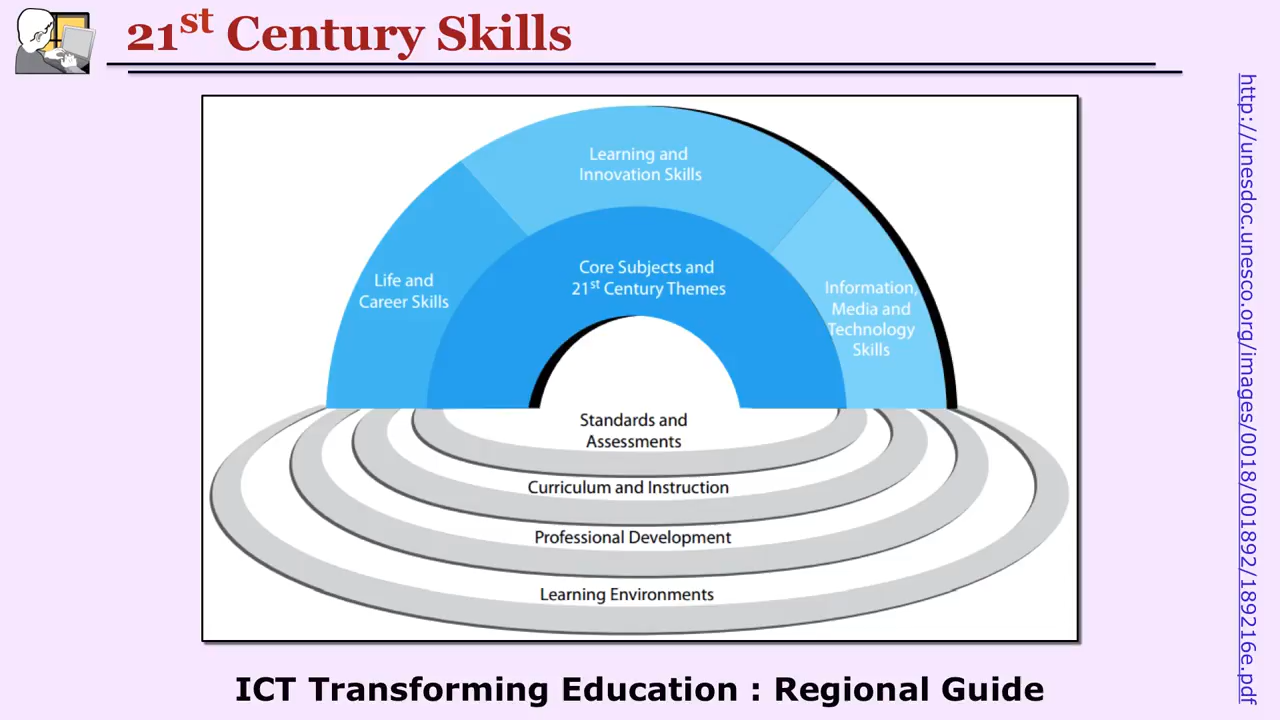 21st Century Skills
Learning and
Innovation Skills
Core Subjects and
21st Century Themes
Life and
Career Skills
Information,
Media and
Technology
Skills
Standards and
Assessments
Curriculum and Instruction
Professional Development
Learning Environments
ICT Transforming Education : Regional Guide
http://unesdoc.unesco.org/images/0018/001892/189216e.pdf